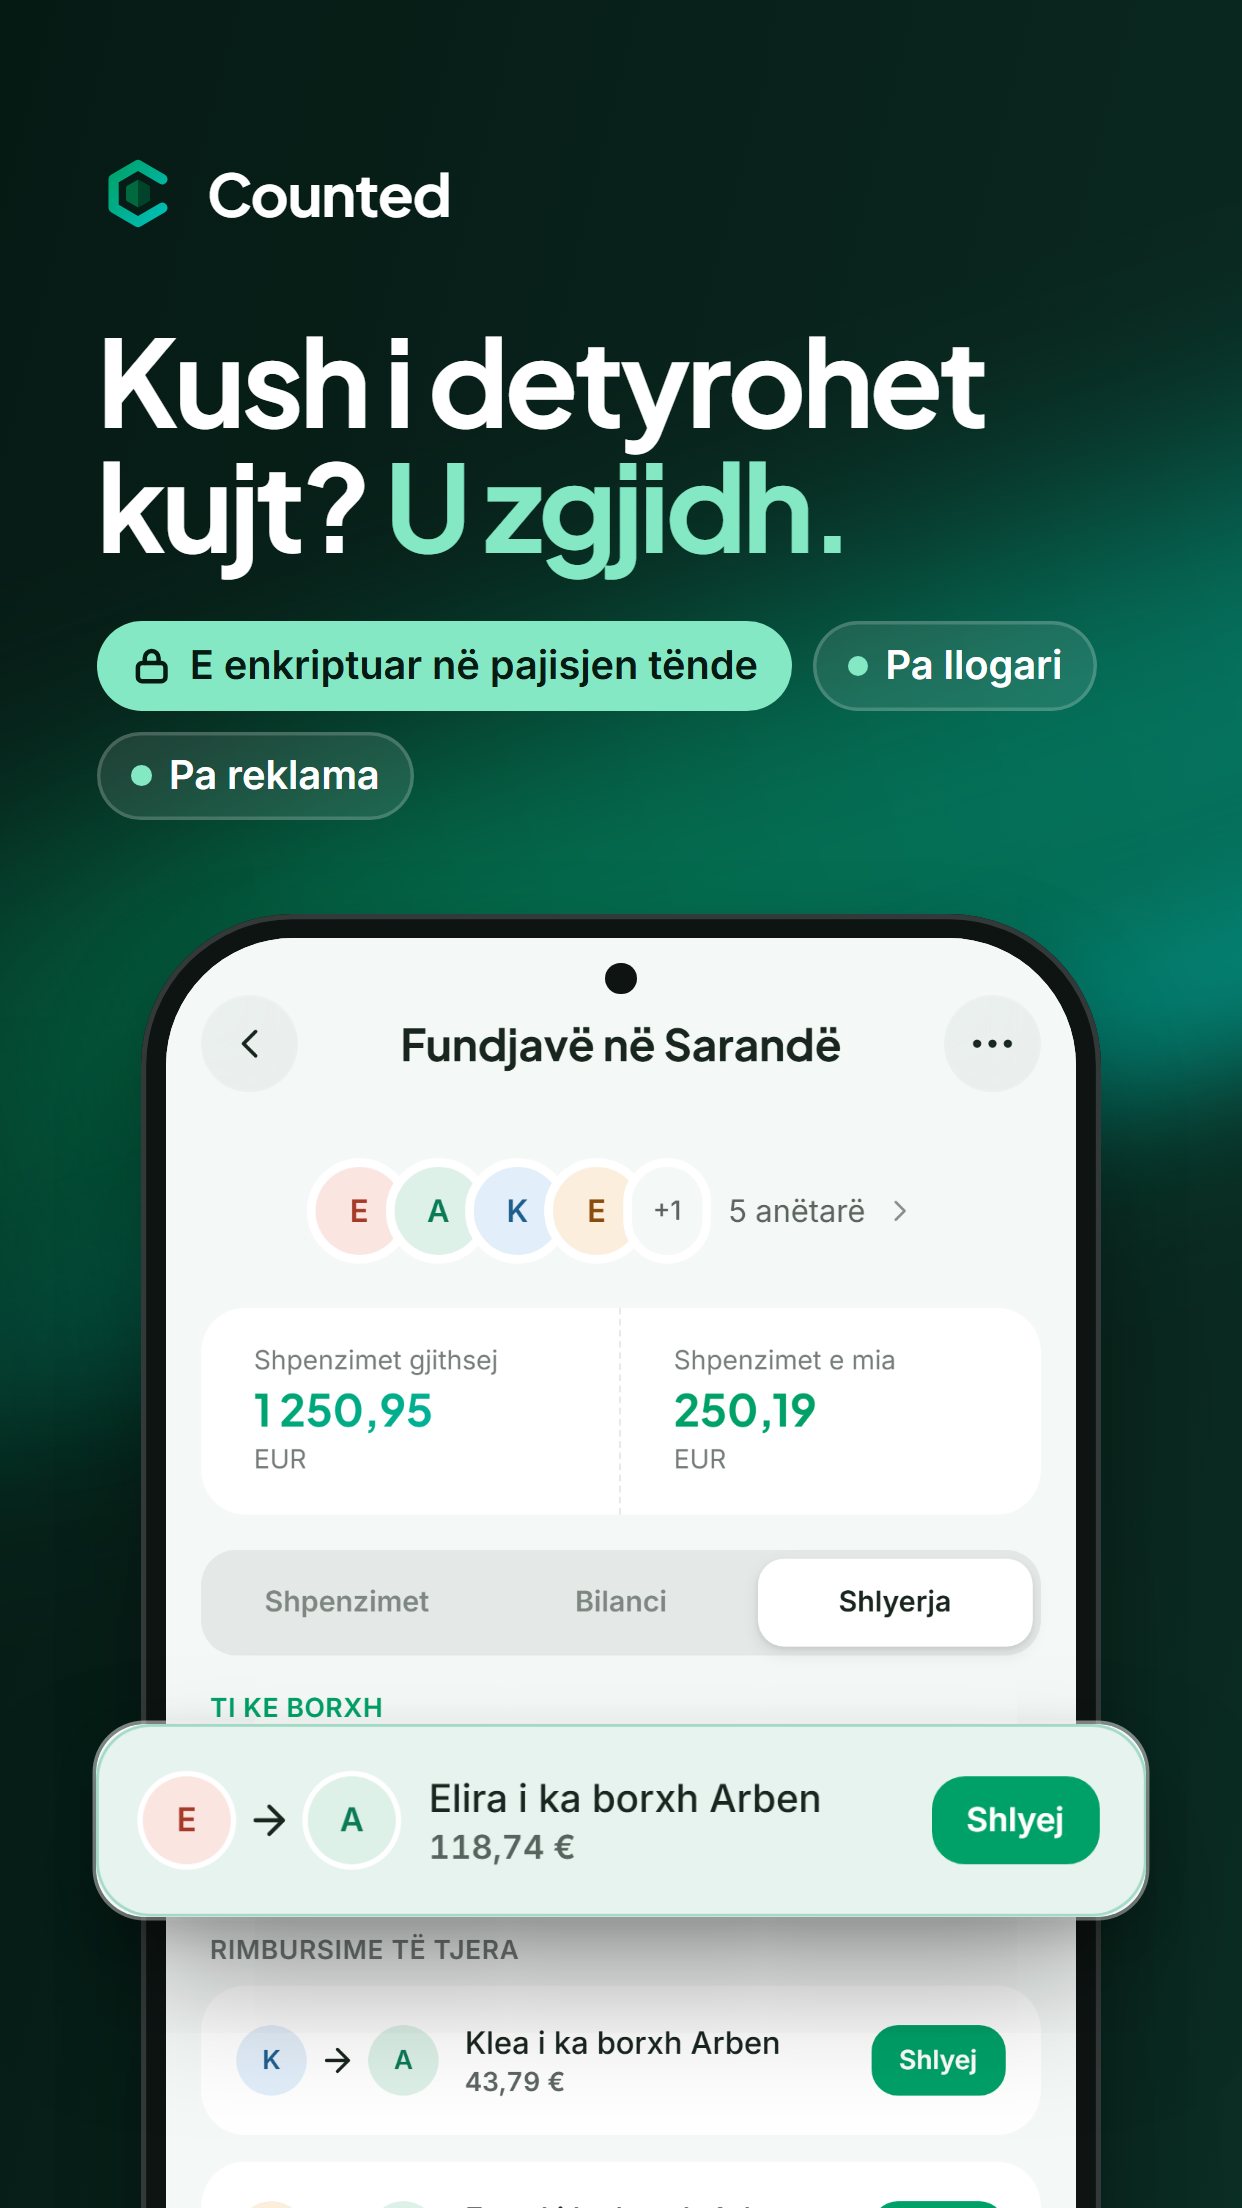 Counted
Kush i detyrohet
kujt? U zgjidh.
E enkriptuar në pajisjen tënde
Pa llogari
Pa reklama
Fundjavë në Sarandë
E A K E +1 5 anëtarë
Shpenzimet gjithsej
1 250,95
EUR
Shpenzimet e mia
250,19
EUR
Shpenzimet Bilanci Shlyerja
TI KE BORXH
E A Elira i ka borxh Arben
118,74 €
Shlyej
RIMBURSIME TË TJERA
K A Klea i ka borxh Arben
43,79 €
Shlyej